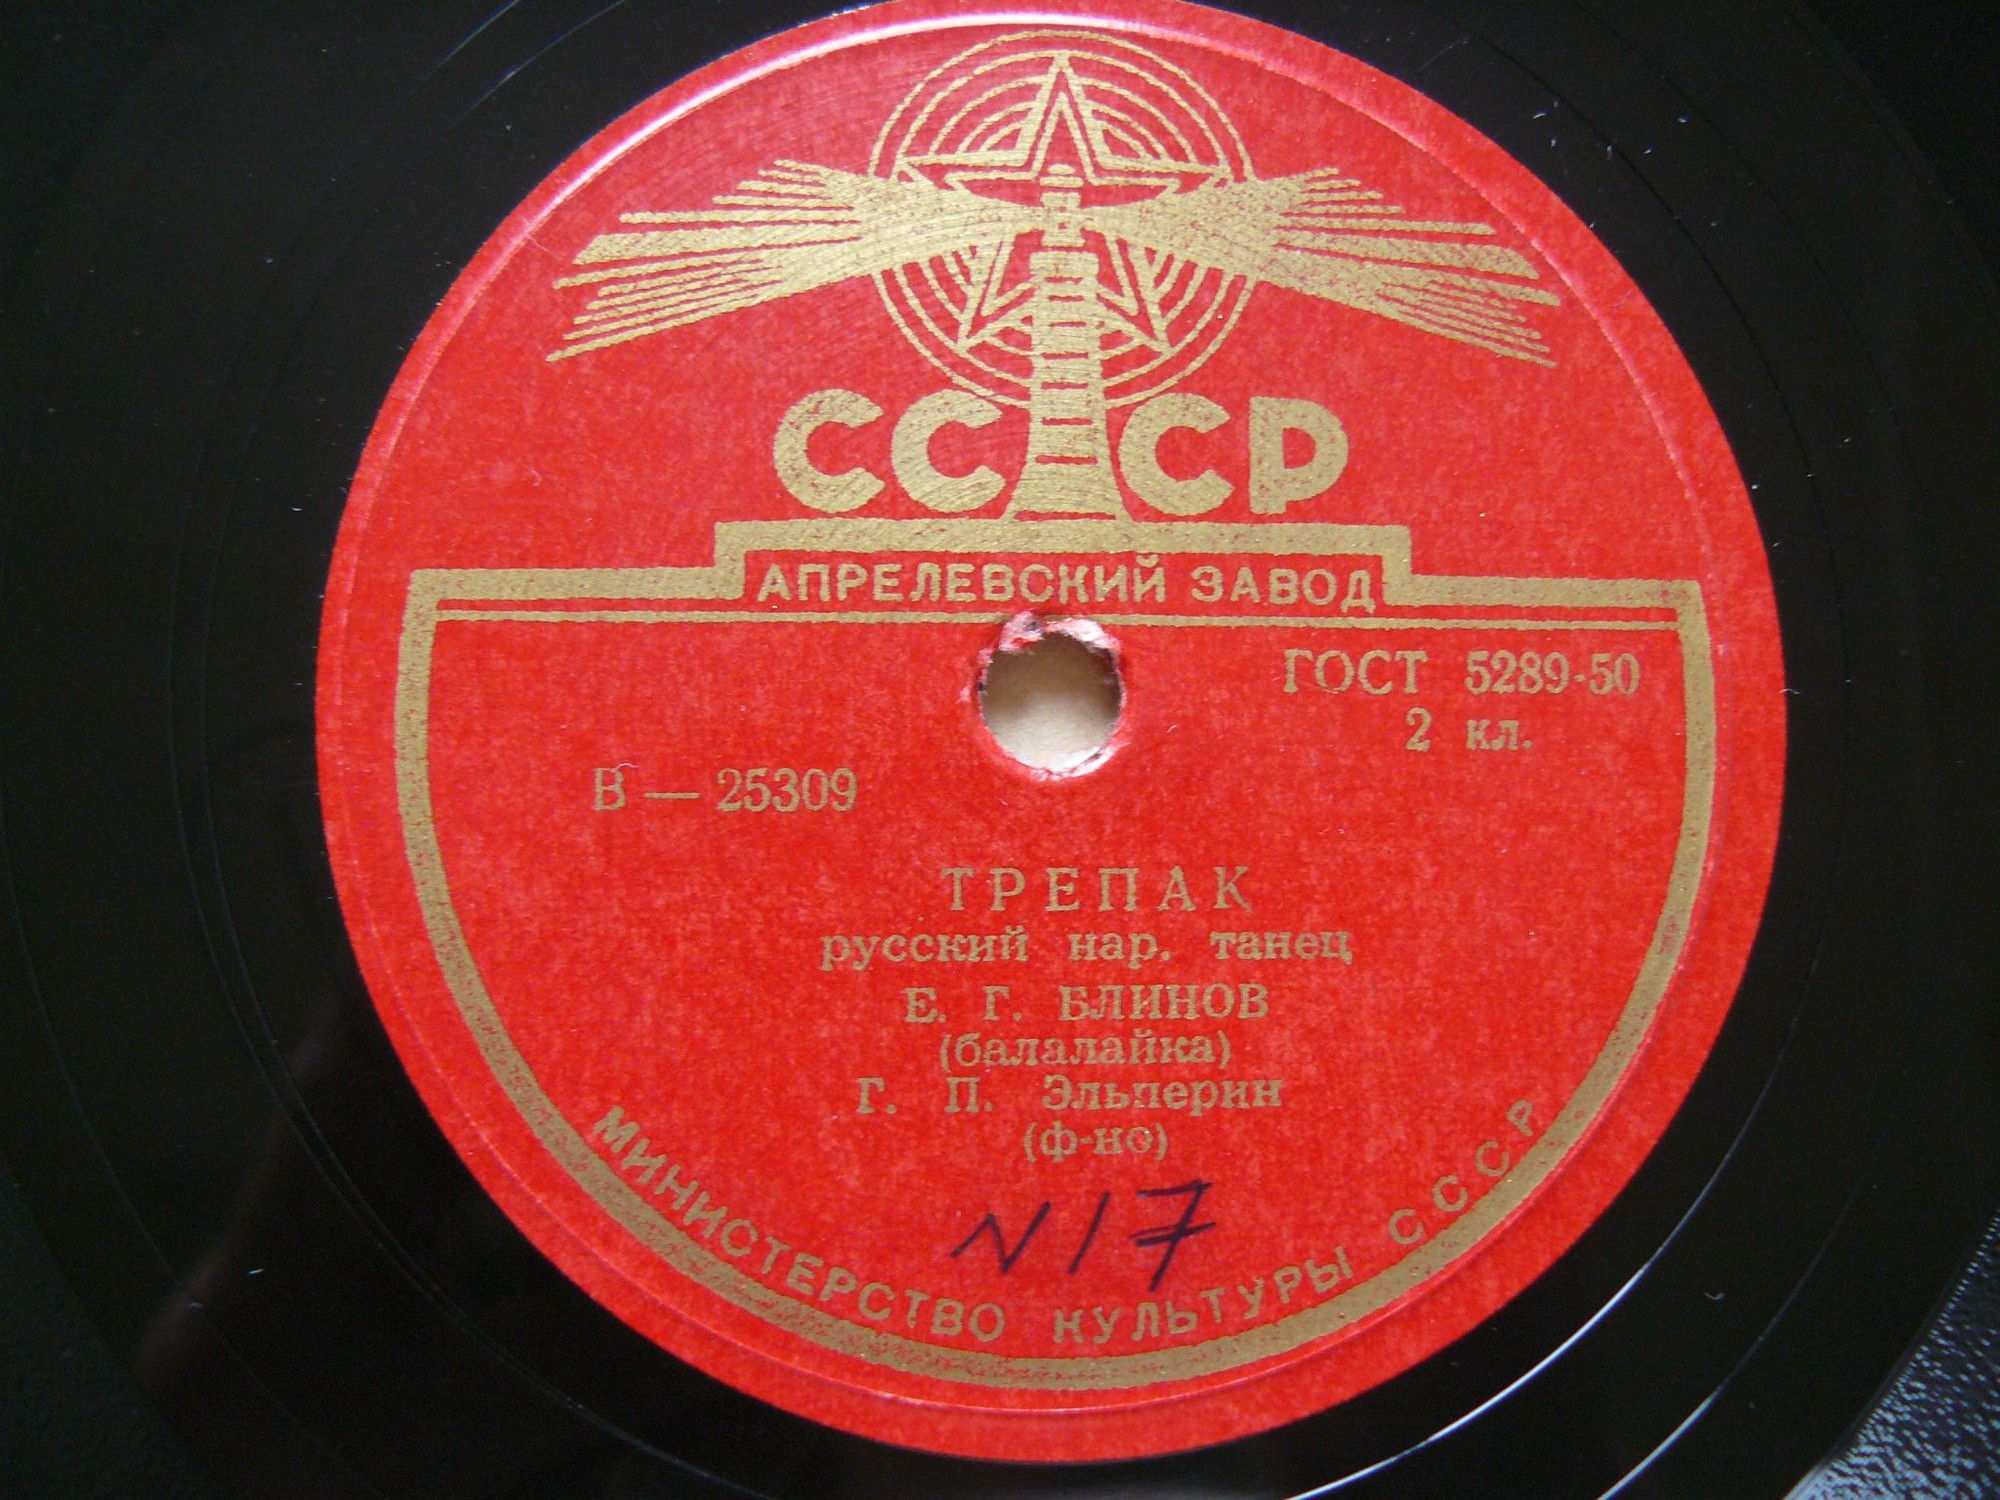 СССР
АПРЕЛЕВСКИЙ ЗАВОД
ГОСТ 5289-50
2 кл.
В — 25309
ТРЕПАК
русский нар. танец
Е. Г. БЛИНОВ
(балалайка)
Г. П. Эльперин
(ф-но)
N 17
МИНИСТЕРСТВО КУЛЬТУРЫ СССР